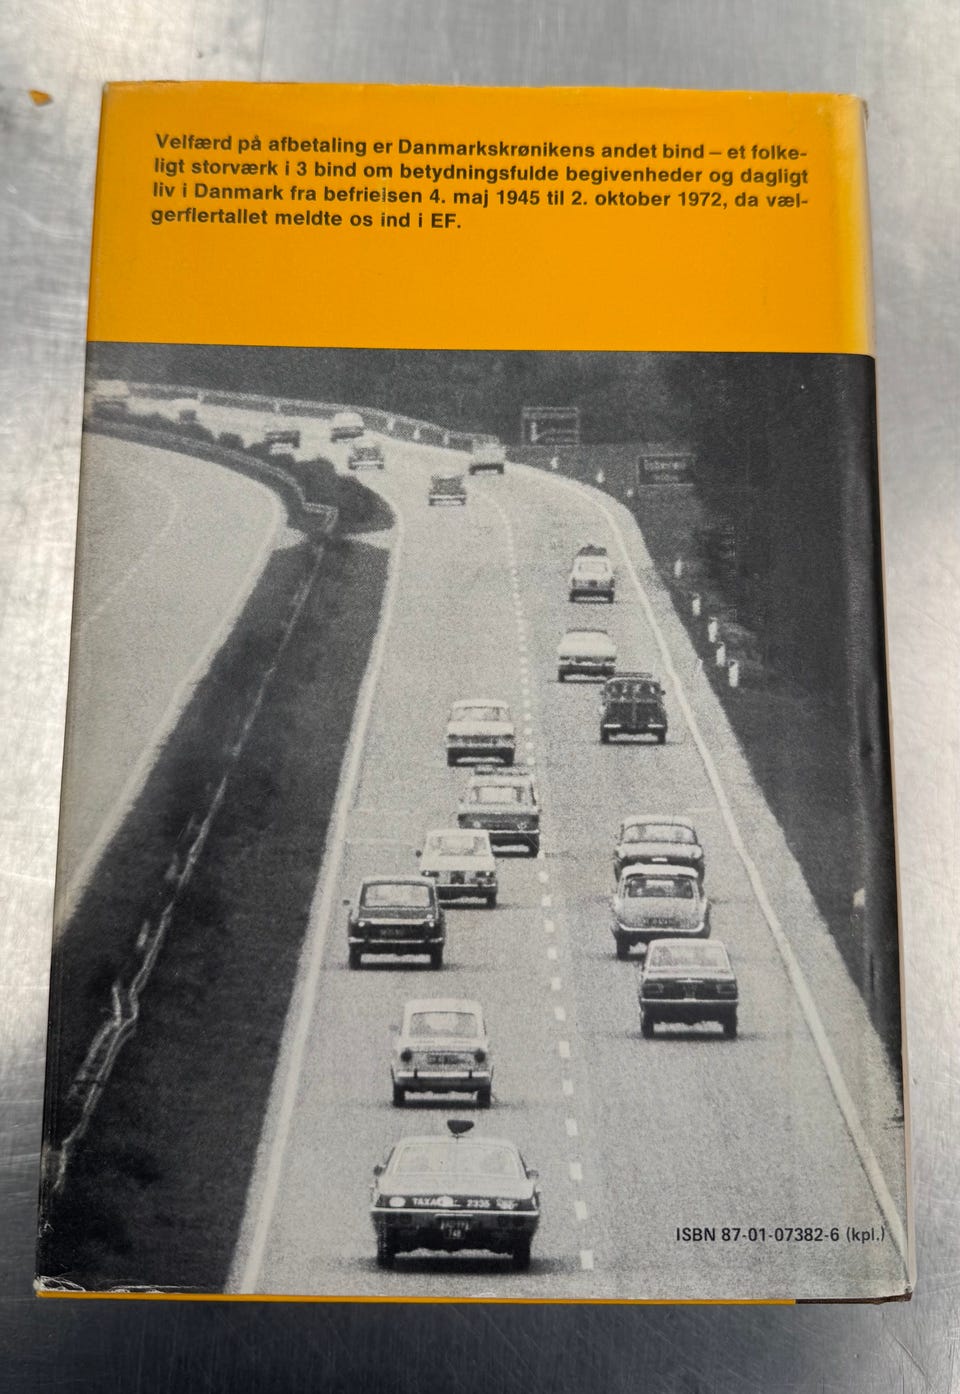 Velfærd på afbetaling er Danmarkskrønikens andet bind – et folke-
ligt storværk i 3 bind om betydningsfulde begivenheder og dagligt
liv i Danmark fra befrielsen 4. maj 1945 til 2. oktober 1972, da væl-
gerflertallet meldte os ind i EF.
2335
748
ISBN 87-01-07382-6 (kpl.)